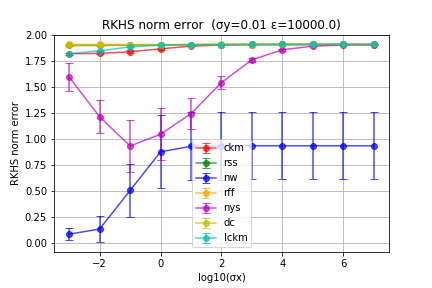 RKHS norm error (σy=0.01 ε=10000.0)
2.00
1.75
1.50
1.25
1.00
0.75
0.50
0.25
0.00
RKHS norm error
ckm
rss
nw
rff
nys
dc
lckm
−2 0 2 4 6
log10(σx)